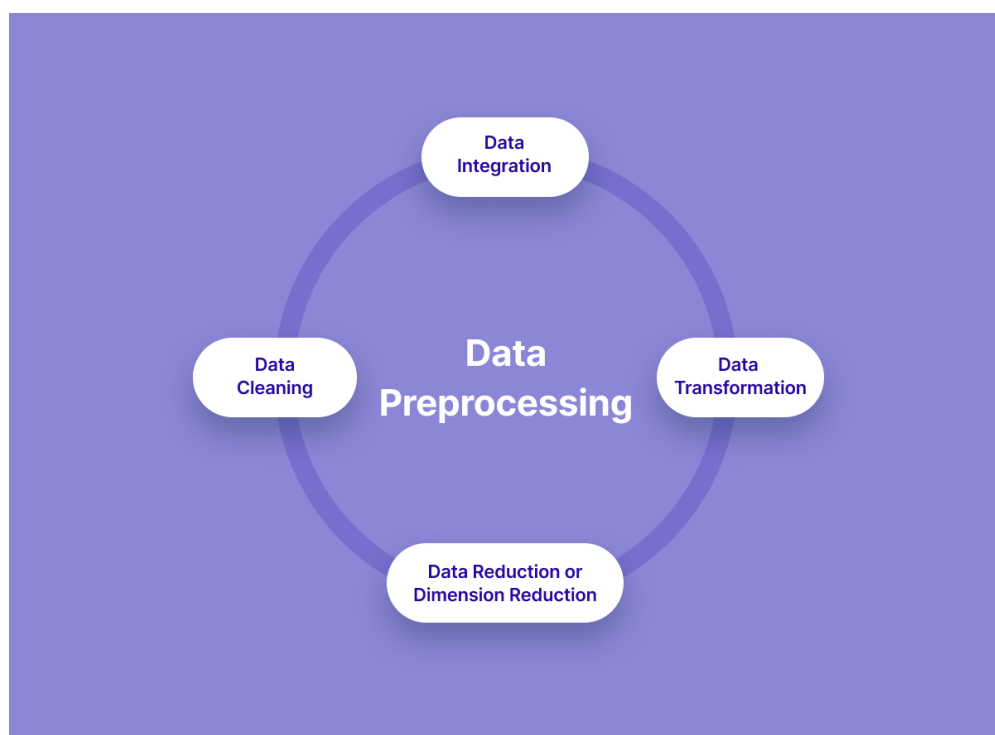 Data
Integration
Data
Cleaning
Data
Preprocessing
Data
Transformation
Data Reduction or
Dimension Reduction